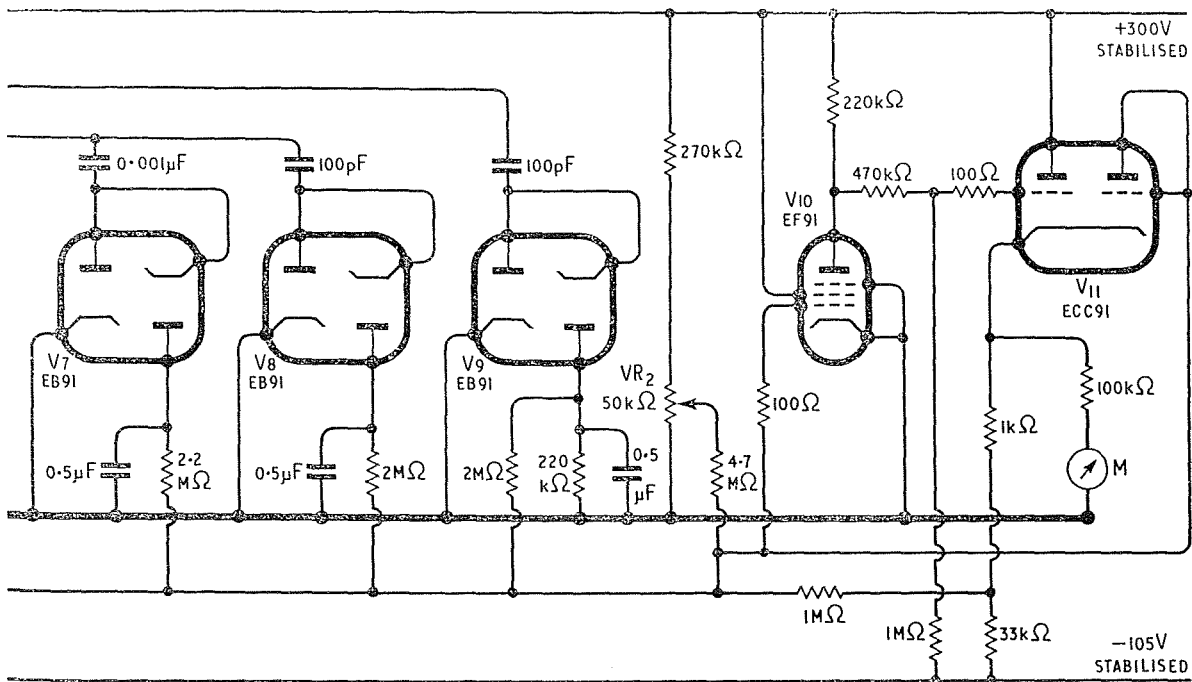 +300V
STABILISED
220kΩ
270kΩ
0·001μF
100pF
100pF
470kΩ
100Ω
V10
EF91
V11
ECC91
V7
EB91
V8
EB91
V9
EB91
VR2
50kΩ
100Ω
100kΩ
1kΩ
M
0·5μF
2·2
MΩ
0·5μF
2MΩ
2MΩ
220
kΩ
0·5
μF
4·7
MΩ
1MΩ
1MΩ
33kΩ
—105V
STABILISED